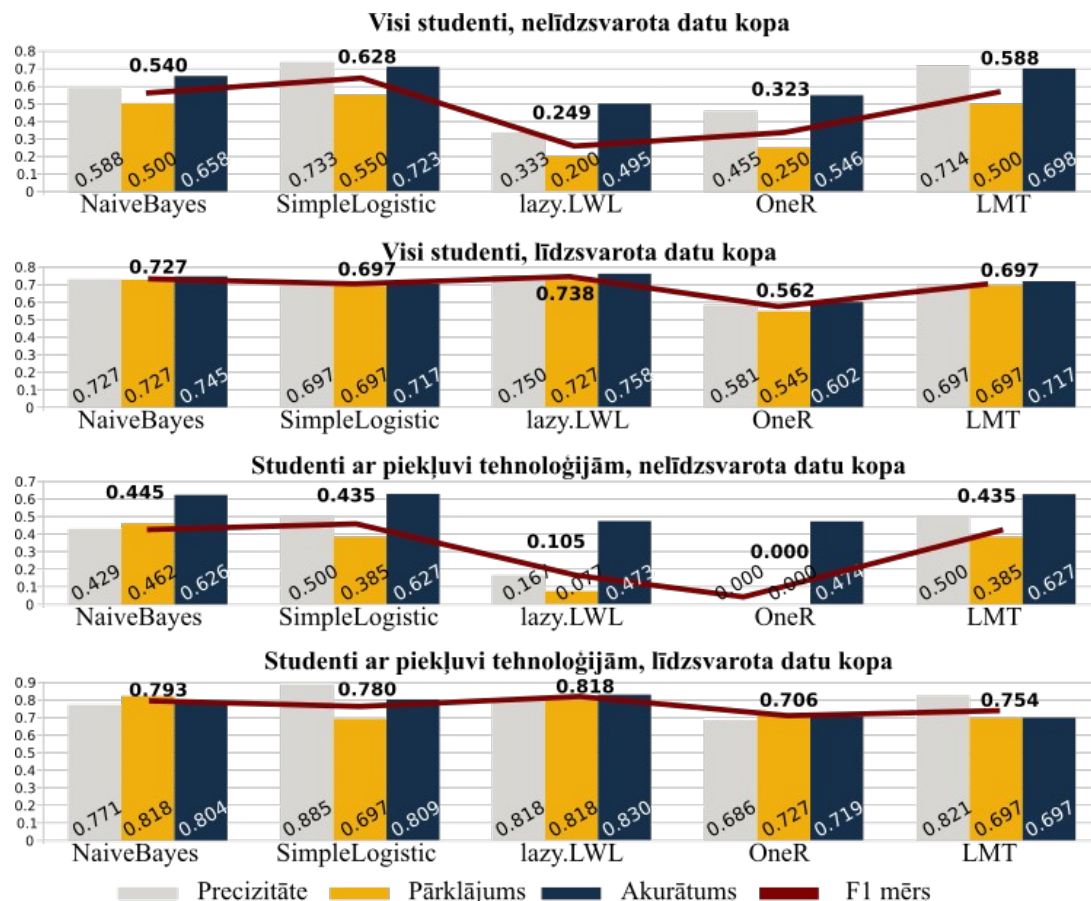 Visi studenti, nelīdzsvarota datu kopa
0.8
0.7
0.6
0.5
0.4
0.3
0.2
0.1
0
0.540 0.628 0.249 0.323 0.588
0.588 0.500 0.658 0.733 0.550 0.723 0.333 0.200 0.495 0.455 0.250 0.546 0.714 0.500 0.698
NaiveBayes SimpleLogistic lazy.LWL OneR LMT
Visi studenti, līdzsvarota datu kopa
0.8
0.7
0.6
0.5
0.4
0.3
0.2
0.1
0
0.727 0.697 0.738 0.562 0.697
0.727 0.727 0.745 0.697 0.697 0.717 0.750 0.727 0.758 0.581 0.545 0.602 0.697 0.697 0.717
NaiveBayes SimpleLogistic lazy.LWL OneR LMT
Studenti ar piekļuvi tehnoloģijām, nelīdzsvarota datu kopa
0.7
0.6
0.5
0.4
0.3
0.2
0.1
0
0.445 0.435 0.105 0.000 0.435
0.429 0.462 0.626 0.500 0.385 0.627 0.167 0.077 0.473 0.000 0.000 0.474 0.500 0.385 0.627
NaiveBayes SimpleLogistic lazy.LWL OneR LMT
Studenti ar piekļuvi tehnoloģijām, līdzsvarota datu kopa
0.9
0.8
0.7
0.6
0.5
0.4
0.3
0.2
0.1
0
0.793 0.780 0.818 0.706 0.754
0.771 0.818 0.804 0.885 0.697 0.809 0.818 0.818 0.830 0.686 0.727 0.719 0.821 0.697 0.697
NaiveBayes SimpleLogistic lazy.LWL OneR LMT
Precizitāte Pārklājums Akurātums F1 mērs